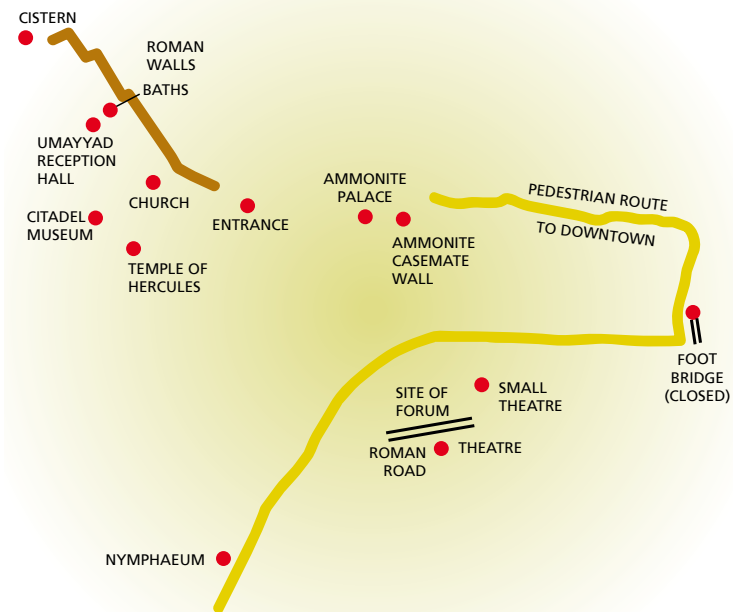 CISTERN
ROMAN
WALLS
BATHS
UMAYYAD
RECEPTION
HALL
CHURCH
CITADEL
MUSEUM
TEMPLE OF
HERCULES
ENTRANCE
AMMONITE
PALACE
AMMONITE
CASEMATE
WALL
PEDESTRIAN ROUTE
TO DOWNTOWN
FOOT
BRIDGE
(CLOSED)
SITE OF
FORUM
SMALL
THEATRE
ROMAN
ROAD
THEATRE
NYMPHAEUM